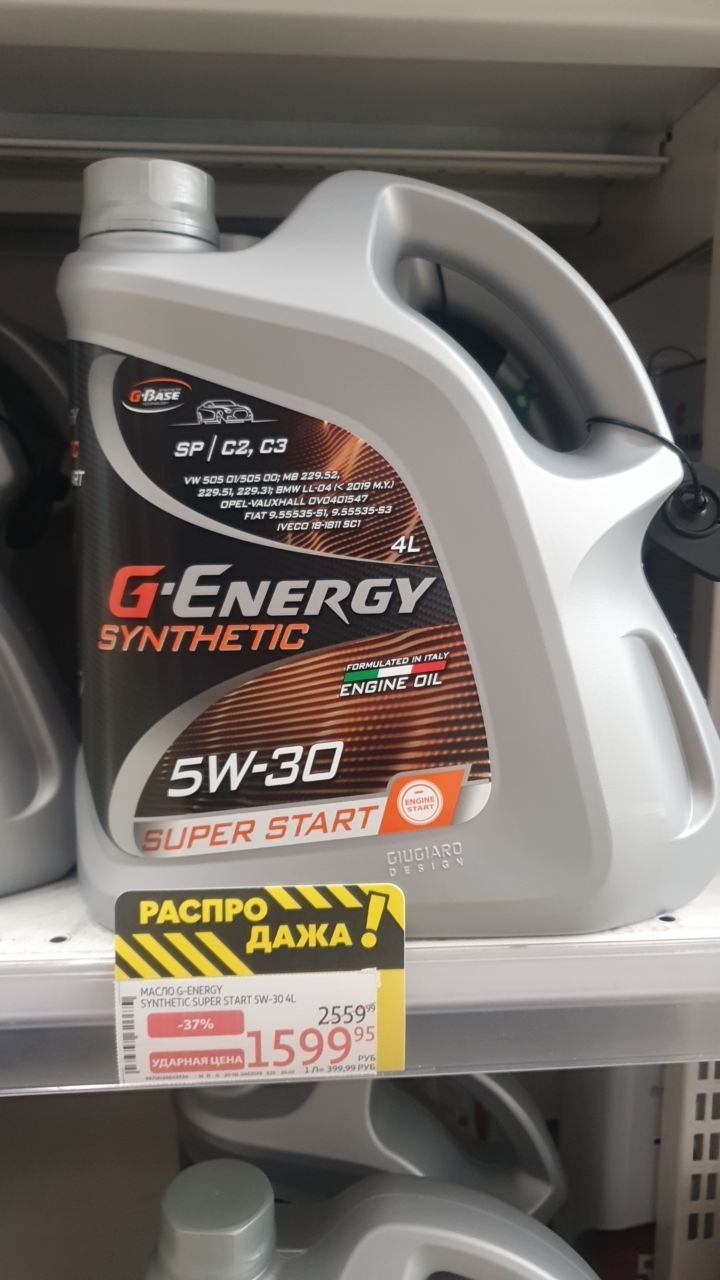 G-BASE
TECHNOLOGY
SP / C2, C3
VW 505 01/505 00; MB 229.52,
229.51, 229.31; BMW LL-04 (< 2019 M.Y.)
OPEL-VAUXHALL OVO401547
FIAT 9.55535-S1, 9.55535-S3
IVECO 18-1811 SC1
4L
G-ENERGY
SYNTHETIC
FORMULATED IN ITALY
ENGINE OIL
5W-30
SUPER START
ENGINE
START
GIUGIARO
DESIGN
РАСПРО
ДАЖА!
МАСЛО G-ENERGY
SYNTHETIC SUPER START 5W-30 4L
2559 99
-37%
1599 95
УДАРНАЯ ЦЕНА
РУБ
1 Л= 399,99 РУБ